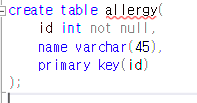 create table allergy(
id int not null,
name varchar(45),
primary key(id)
);